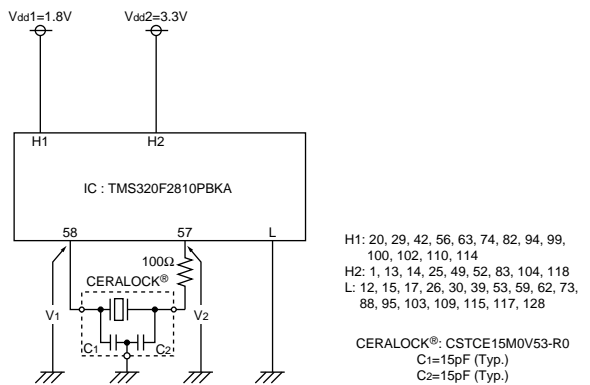 Vdd1=1.8V
Vdd2=3.3V
H1
H2
IC : TMS320F2810PBKA
58
57
L
100Ω
CERALOCK®
V1
V2
C1
C2
H1: 20, 29, 42, 56, 63, 74, 82, 94, 99,
100, 102, 110, 114
H2: 1, 13, 14, 25, 49, 52, 83, 104, 118
L: 12, 15, 17, 26, 30, 39, 53, 59, 62, 73,
88, 95, 103, 109, 115, 117, 128
CERALOCK®: CSTCE15M0V53-R0
C1=15pF (Typ.)
C2=15pF (Typ.)